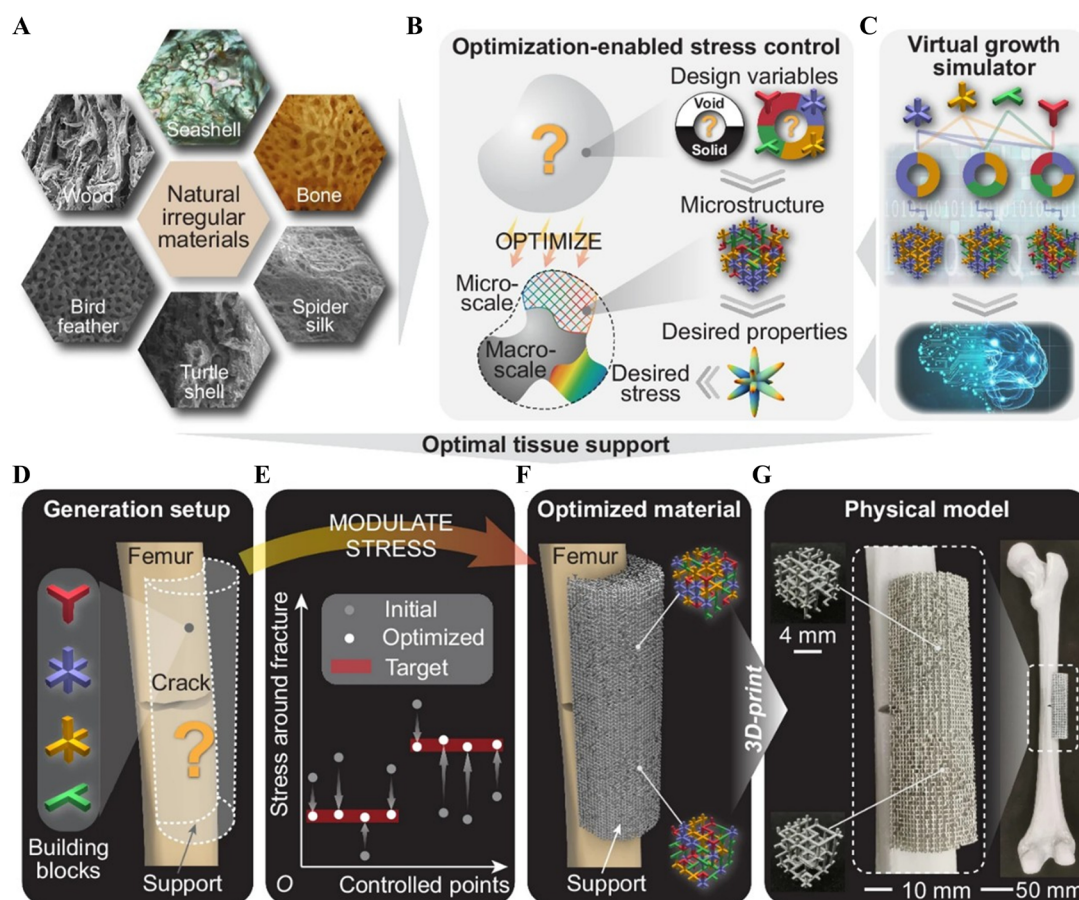 A
Seashell
Wood
Bone
Natural
irregular
materials
Bird
feather
Spider
silk
Turtle
shell
B
Optimization-enabled stress control
Design variables
Void
?
Solid
?
?
Microstructure
OPTIMIZE
Micro-
scale
Macro-
scale
Desired properties
Desired
stress
C
Virtual growth
simulator
Optimal tissue support
D
Generation setup
Femur
Crack
?
Building
blocks
Support
E
MODULATE
STRESS
Stress around fracture
Initial
Optimized
Target
O
Controlled points
F
Optimized material
Femur
Support
3D-print
G
Physical model
4 mm
10 mm
50 mm